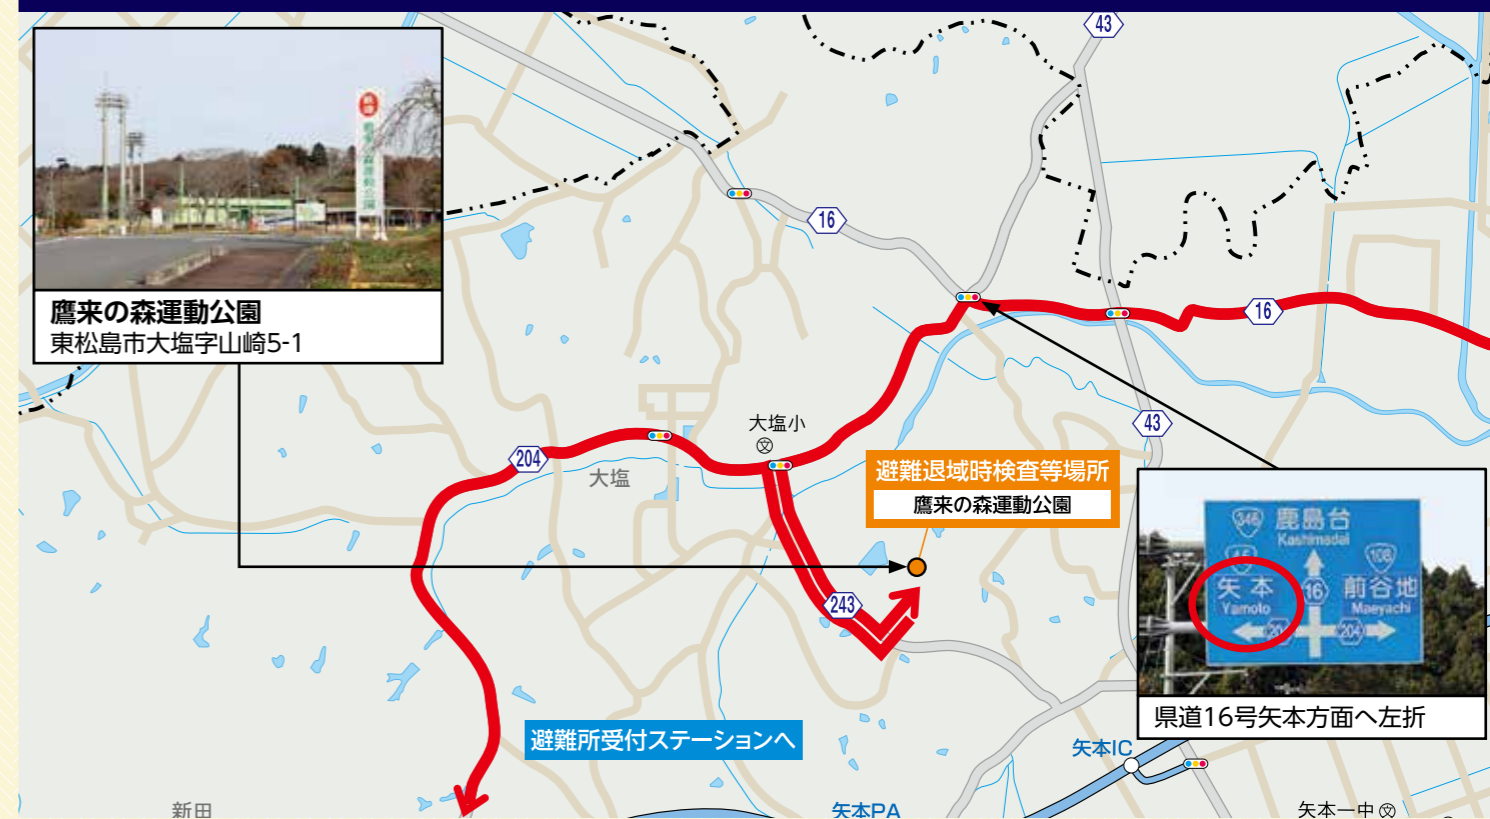 43
新田
鷹来の森運動公園
東松島市大塩字山崎5-1
16
16
43
大塩小
204
大塩
避難退域時検査等場所
鷹来の森運動公園
243
346
鹿島台
Kashimadai
45
108
矢本
Yamoto
16
前谷地
Maeyachi
204
県道16号矢本方面へ左折
避難所受付ステーションへ
矢本IC
矢本PA
矢本一中